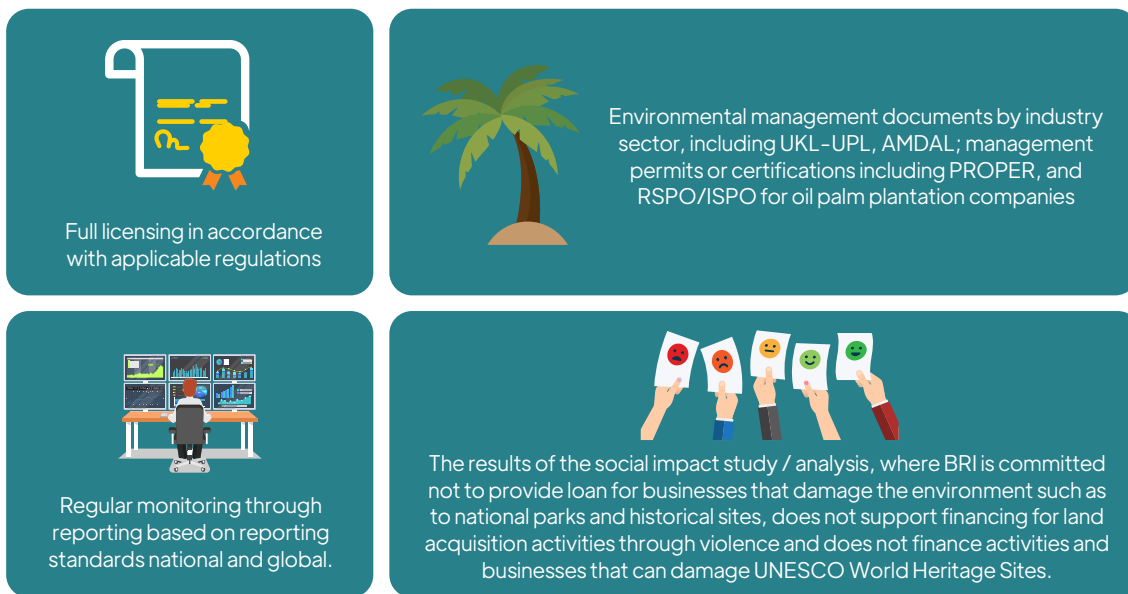 Full licensing in accordance
with applicable regulations
Environmental management documents by industry
sector, including UKL-UPL, AMDAL; management
permits or certifications including PROPER, and
RSPO/ISPO for oil palm plantation companies
Regular monitoring through
reporting based on reporting
standards national and global.
The results of the social impact study / analysis, where BRI is committed
not to provide loan for businesses that damage the environment such as
to national parks and historical sites, does not support financing for land
acquisition activities through violence and does not finance activities and
businesses that can damage UNESCO World Heritage Sites.